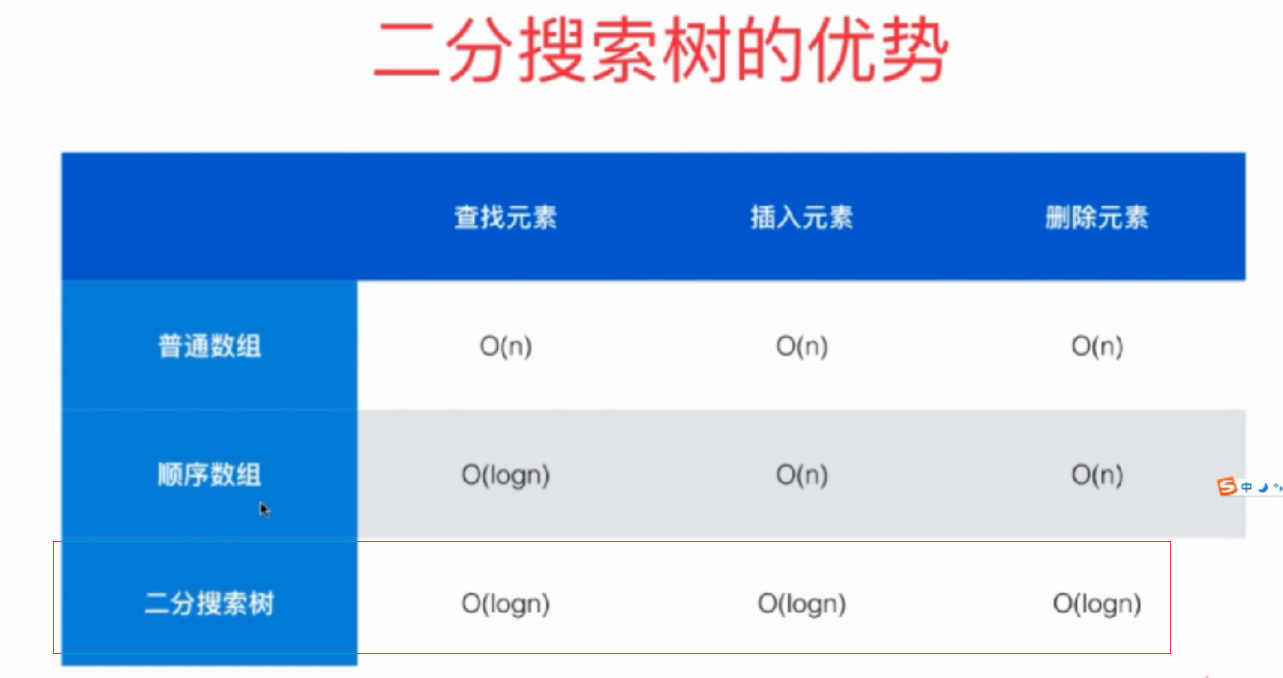 二分搜索树的优势
查找元素 插入元素 删除元素
普通数组 O(n) O(n) O(n)
顺序数组 O(logn) O(n) O(n)
中
二分搜索树 O(logn) O(logn) O(logn)